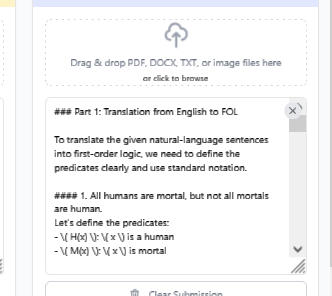 Drag & drop PDF, DOCX, TXT, or image files here
or click to browse
### Part 1: Translation from English to FOL
To translate the given natural-language sentences
into first-order logic, we need to define the
predicates clearly and use standard notation.
#### 1. All humans are mortal, but not all mortals
are human.
Let's define the predicates:
- \( H(x) \): \( x \) is a human
- \( M(x) \): \( x \) is mortal
Clear Submission